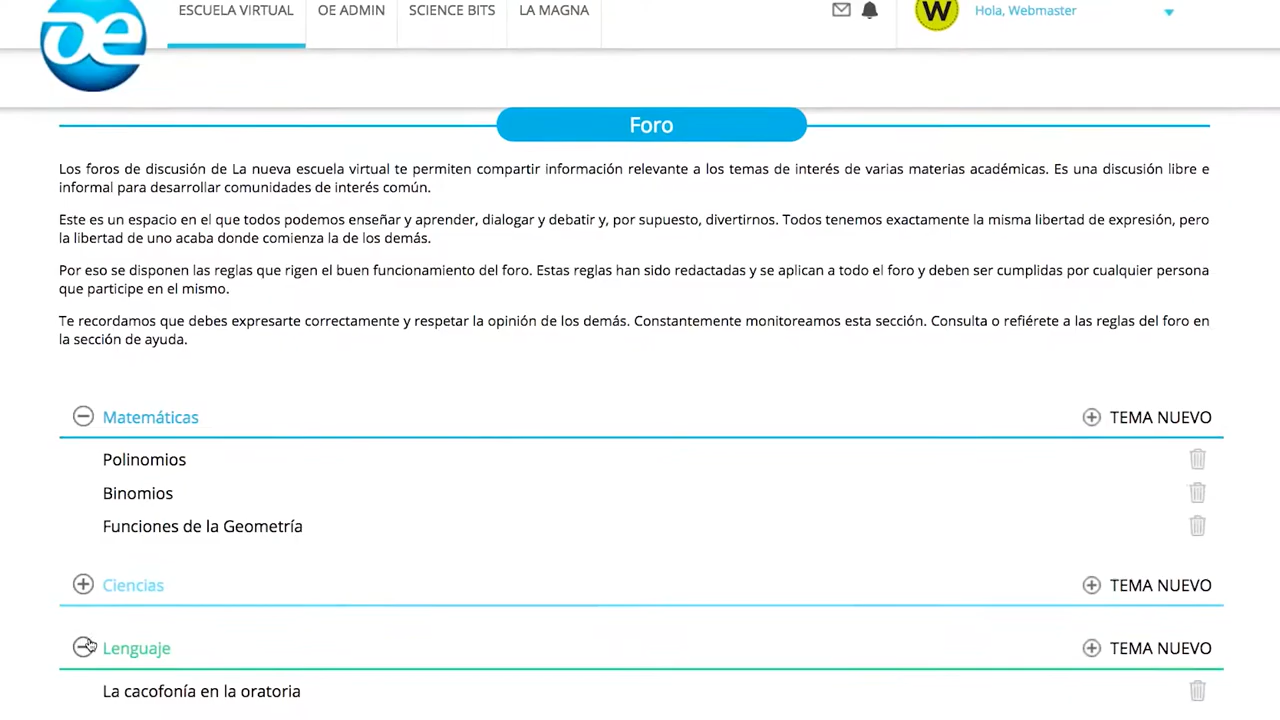 oe
ESCUELA VIRTUAL OE ADMIN SCIENCE BITS LA MAGNA W Hola, Webmaster
Foro
Los foros de discusión de La nueva escuela virtual te permiten compartir información relevante a los temas de interés de varias materias académicas. Es una discusión libre e
informal para desarrollar comunidades de interés común.
Este es un espacio en el que todos podemos enseñar y aprender, dialogar y debatir y, por supuesto, divertirnos. Todos tenemos exactamente la misma libertad de expresión, pero
la libertad de uno acaba donde comienza la de los demás.
Por eso se disponen las reglas que rigen el buen funcionamiento del foro. Estas reglas han sido redactadas y se aplican a todo el foro y deben ser cumplidas por cualquier persona
que participe en el mismo.
Te recordamos que debes expresarte correctamente y respetar la opinión de los demás. Constantemente monitoreamos esta sección. Consulta o refiérete a las reglas del foro en
la sección de ayuda.
Matemáticas TEMA NUEVO
Polinomios
Binomios
Funciones de la Geometría
Ciencias TEMA NUEVO
Lenguaje TEMA NUEVO
La cacofonía en la oratoria